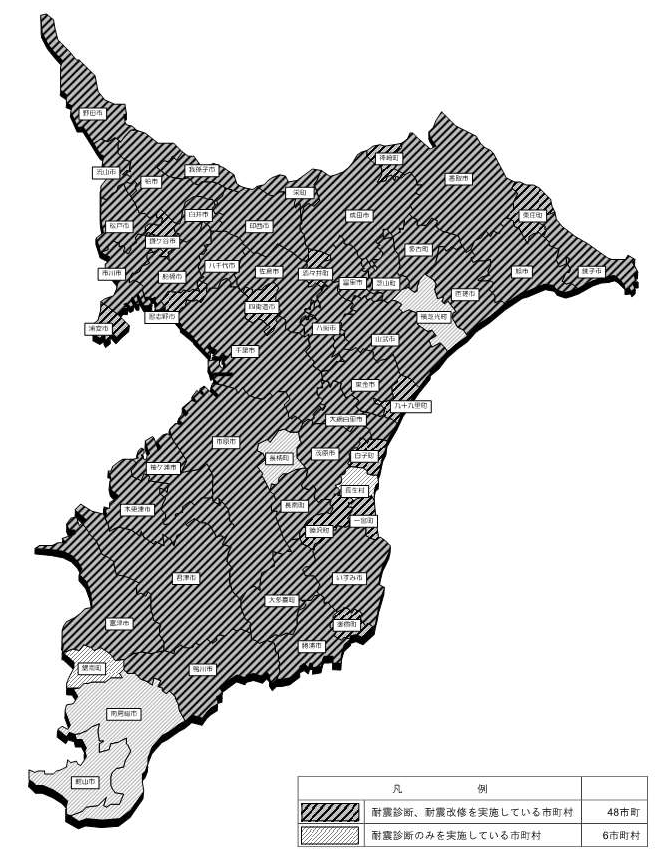 野田市
流山市
柏市
我孫子市
神崎町
香取市
栄町
東庄町
松戸市
白井市
印西市
成田市
鎌ケ谷市
多古町
市川市
船橋市
八千代市
佐倉市
酒々井町
富里市
芝山町
旭市
銚子市
匝瑳市
浦安市
習志野市
四街道市
八街市
横芝光町
千葉市
山武市
東金市
九十九里町
大網白里市
市原市
茂原市
白子町
長柄町
袖ケ浦市
長生村
木更津市
長南町
一宮町
睦沢町
君津市
いすみ市
大多喜町
富津市
御宿町
勝浦市
鋸南町
鴨川市
南房総市
館山市
凡 例
耐震診断、耐震改修を実施している市町村 48市町
耐震診断のみを実施している市町村 6市町村